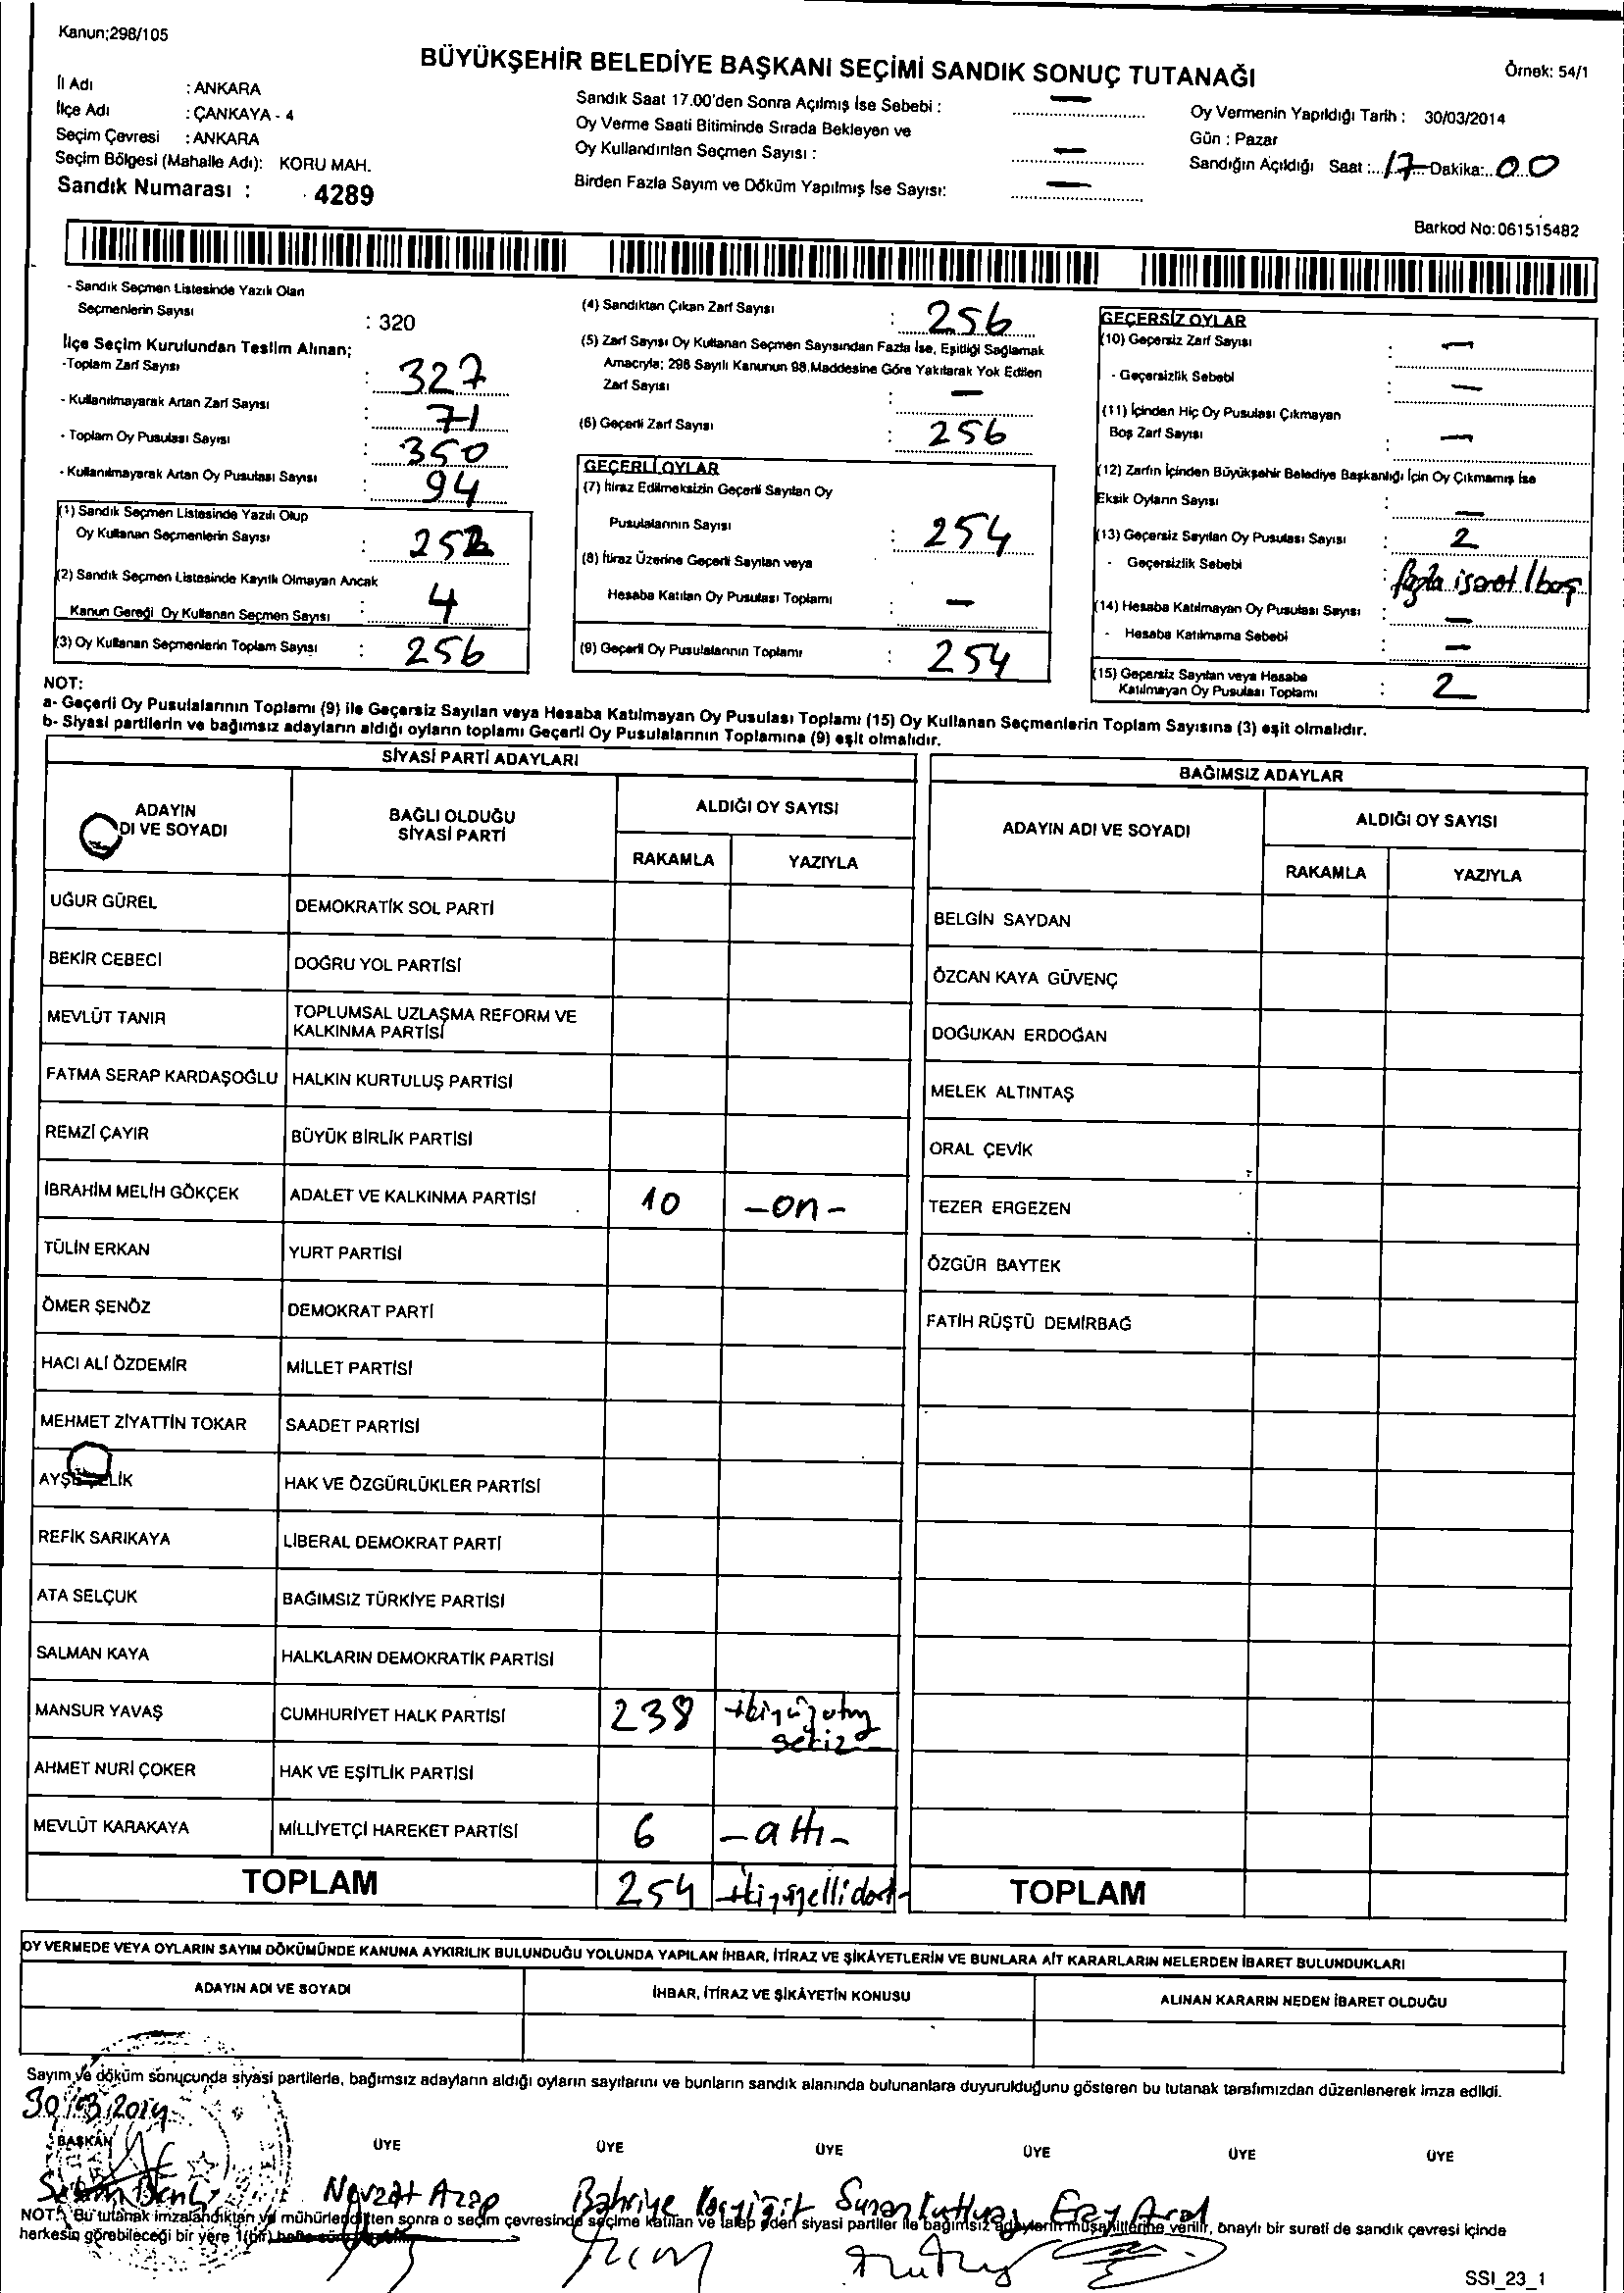 Kanun;298/105
BÜYÜKŞEHİR BELEDİYE BAŞKANI SEÇİMİ SANDIK SONUÇ TUTANAĞI
Örnek: 54/1
İl Adı : ANKARA
İlçe Adı : ÇANKAYA - 4
Seçim Çevresi : ANKARA
Seçim Bölgesi (Mahalle Adı): KORU MAH.
Sandık Numarası : 4289
Sandık Saat 17.00'den Sonra Açılmış İse Sebebi : —
Oy Verme Saati Bitiminde Sırada Bekleyen ve
Oy Kullandırılan Seçmen Sayısı : —
Birden Fazla Sayım ve Döküm Yapılmış İse Sayısı: —
Oy Vermenin Yapıldığı Tarih : 30/03/2014
Gün : Pazar
Sandığın Açıldığı Saat :...17...Dakika:..00
Barkod No:061515482
- Sandık Seçmen Listesinde Yazılı Olan
Seçmenlerin Sayısı : 320
İlçe Seçim Kurulundan Teslim Alınan;
-Toplam Zarf Sayısı : 327
- Kullanılmayarak Artan Zarf Sayısı : 71
- Toplam Oy Pusulası Sayısı : 350
- Kullanılmayarak Artan Oy Pusulası Sayısı : 94
(1) Sandık Seçmen Listesinde Yazılı Olup
Oy Kullanan Seçmenlerin Sayısı : 252
(2) Sandık Seçmen Listesinde Kayıtlı Olmayan Ancak
Kanun Gereği Oy Kullanan Seçmen Sayısı : 4
(3) Oy Kullanan Seçmenlerin Toplam Sayısı : 256
(4) Sandıktan Çıkan Zarf Sayısı : 256
(5) Zarf Sayısı Oy Kullanan Seçmen Sayısından Fazla İse, Eşitliği Sağlamak
Amacıyla; 298 Sayılı Kanunun 98.Maddesine Göre Yakılarak Yok Edilen
Zarf Sayısı : —
(6) Geçerli Zarf Sayısı : 256
GEÇERLİ OYLAR
(7) İtiraz Edilmeksizin Geçerli Sayılan Oy
Pusulalarının Sayısı : 254
(8) İtiraz Üzerine Geçerli Sayılan veya
Hesaba Katılan Oy Pusulası Toplamı : —
(9) Geçerli Oy Pusulalarının Toplamı : 254
GEÇERSİZ OYLAR
(10) Geçersiz Zarf Sayısı : —
- Geçersizlik Sebebi : —
(11) İçinden Hiç Oy Pusulası Çıkmayan
Boş Zarf Sayısı : —
(12) Zarfın İçinden Büyükşehir Belediye Başkanlığı İçin Oy Çıkmamış İse
Eksik Oyların Sayısı : —
(13) Geçersiz Sayılan Oy Pusulası Sayısı : 2
- Geçersizlik Sebebi : fazla işaret / boş
(14) Hesaba Katılmayan Oy Pusulası Sayısı : —
- Hesaba Katılmama Sebebi : —
(15) Geçersiz Sayılan veya Hesaba
Katılmayan Oy Pusulası Toplamı : 2
NOT:
a- Geçerli Oy Pusulalarının Toplamı (9) ile Geçersiz Sayılan veya Hesaba Katılmayan Oy Pusulası Toplamı (15) Oy Kullanan Seçmenlerin Toplam Sayısına (3) eşit olmalıdır.
b- Siyasi partilerin ve bağımsız adayların aldığı oyların toplamı Geçerli Oy Pusulalarının Toplamına (9) eşit olmalıdır.
SİYASİ PARTİ ADAYLARI
ADAYIN
DI VE SOYADI
BAĞLI OLDUĞU
SİYASİ PARTİ
ALDIĞI OY SAYISI
RAKAMLA YAZIYLA
UĞUR GÜREL DEMOKRATİK SOL PARTİ
BEKİR CEBECİ DOĞRU YOL PARTİSİ
MEVLÜT TANIR TOPLUMSAL UZLAŞMA REFORM VE
KALKINMA PARTİSİ
FATMA SERAP KARDAŞOĞLU HALKIN KURTULUŞ PARTİSİ
REMZİ ÇAYIR BÜYÜK BİRLİK PARTİSİ
İBRAHİM MELİH GÖKÇEK ADALET VE KALKINMA PARTİSİ 10 -on-
TÜLİN ERKAN YURT PARTİSİ
ÖMER ŞENÖZ DEMOKRAT PARTİ
HACI ALİ ÖZDEMİR MİLLET PARTİSİ
MEHMET ZİYATTİN TOKAR SAADET PARTİSİ
AYŞE ÇELİK HAK VE ÖZGÜRLÜKLER PARTİSİ
REFİK SARIKAYA LİBERAL DEMOKRAT PARTİ
ATA SELÇUK BAĞIMSIZ TÜRKİYE PARTİSİ
SALMAN KAYA HALKLARIN DEMOKRATİK PARTİSİ
MANSUR YAVAŞ CUMHURİYET HALK PARTİSİ 238 -ikiyüzotuz
sekiz-
AHMET NURİ ÇOKER HAK VE EŞİTLİK PARTİSİ
MEVLÜT KARAKAYA MİLLİYETÇİ HAREKET PARTİSİ 6 -altı-
TOPLAM 254 -ikiyüzellidört-
BAĞIMSIZ ADAYLAR
ADAYIN ADI VE SOYADI
ALDIĞI OY SAYISI
RAKAMLA YAZIYLA
BELGİN SAYDAN
ÖZCAN KAYA GÜVENÇ
DOĞUKAN ERDOĞAN
MELEK ALTINTAŞ
ORAL ÇEVİK
TEZER ERGEZEN
ÖZGÜR BAYTEK
FATİH RÜŞTÜ DEMİRBAĞ
TOPLAM
OY VERMEDE VEYA OYLARIN SAYIM DÖKÜMÜNDE KANUNA AYKIRILIK BULUNDUĞU YOLUNDA YAPILAN İHBAR, İTİRAZ VE ŞİKÂYETLERİN VE BUNLARA AİT KARARLARIN NELERDEN İBARET BULUNDUKLARI
ADAYIN ADI VE SOYADI İHBAR, İTİRAZ VE ŞİKÂYETİN KONUSU ALINAN KARARIN NEDEN İBARET OLDUĞU
Sayım ve döküm sonucunda siyasi partilerle, bağımsız adayların aldığı oyların sayılarını ve bunların sandık alanında bulunanlara duyurulduğunu gösteren bu tutanak tarafımızdan düzenlenerek imza edildi.
30/03/2014
BAŞKAN ÜYE ÜYE ÜYE ÜYE ÜYE ÜYE
Nevzat Azap Bahriye Koçyiğit Suzan Kutluay Eray Aral
NOT: Bu tutanak imzalandıktan ve mühürlendikten sonra o seçim çevresinde seçime katılan ve talep eden siyasi partiler ile bağımsız adayların müşahitlerine verilir, onaylı bir sureti de sandık çevresi içinde
herkesin görebileceği bir yere 1(bir)
SSI_23_1